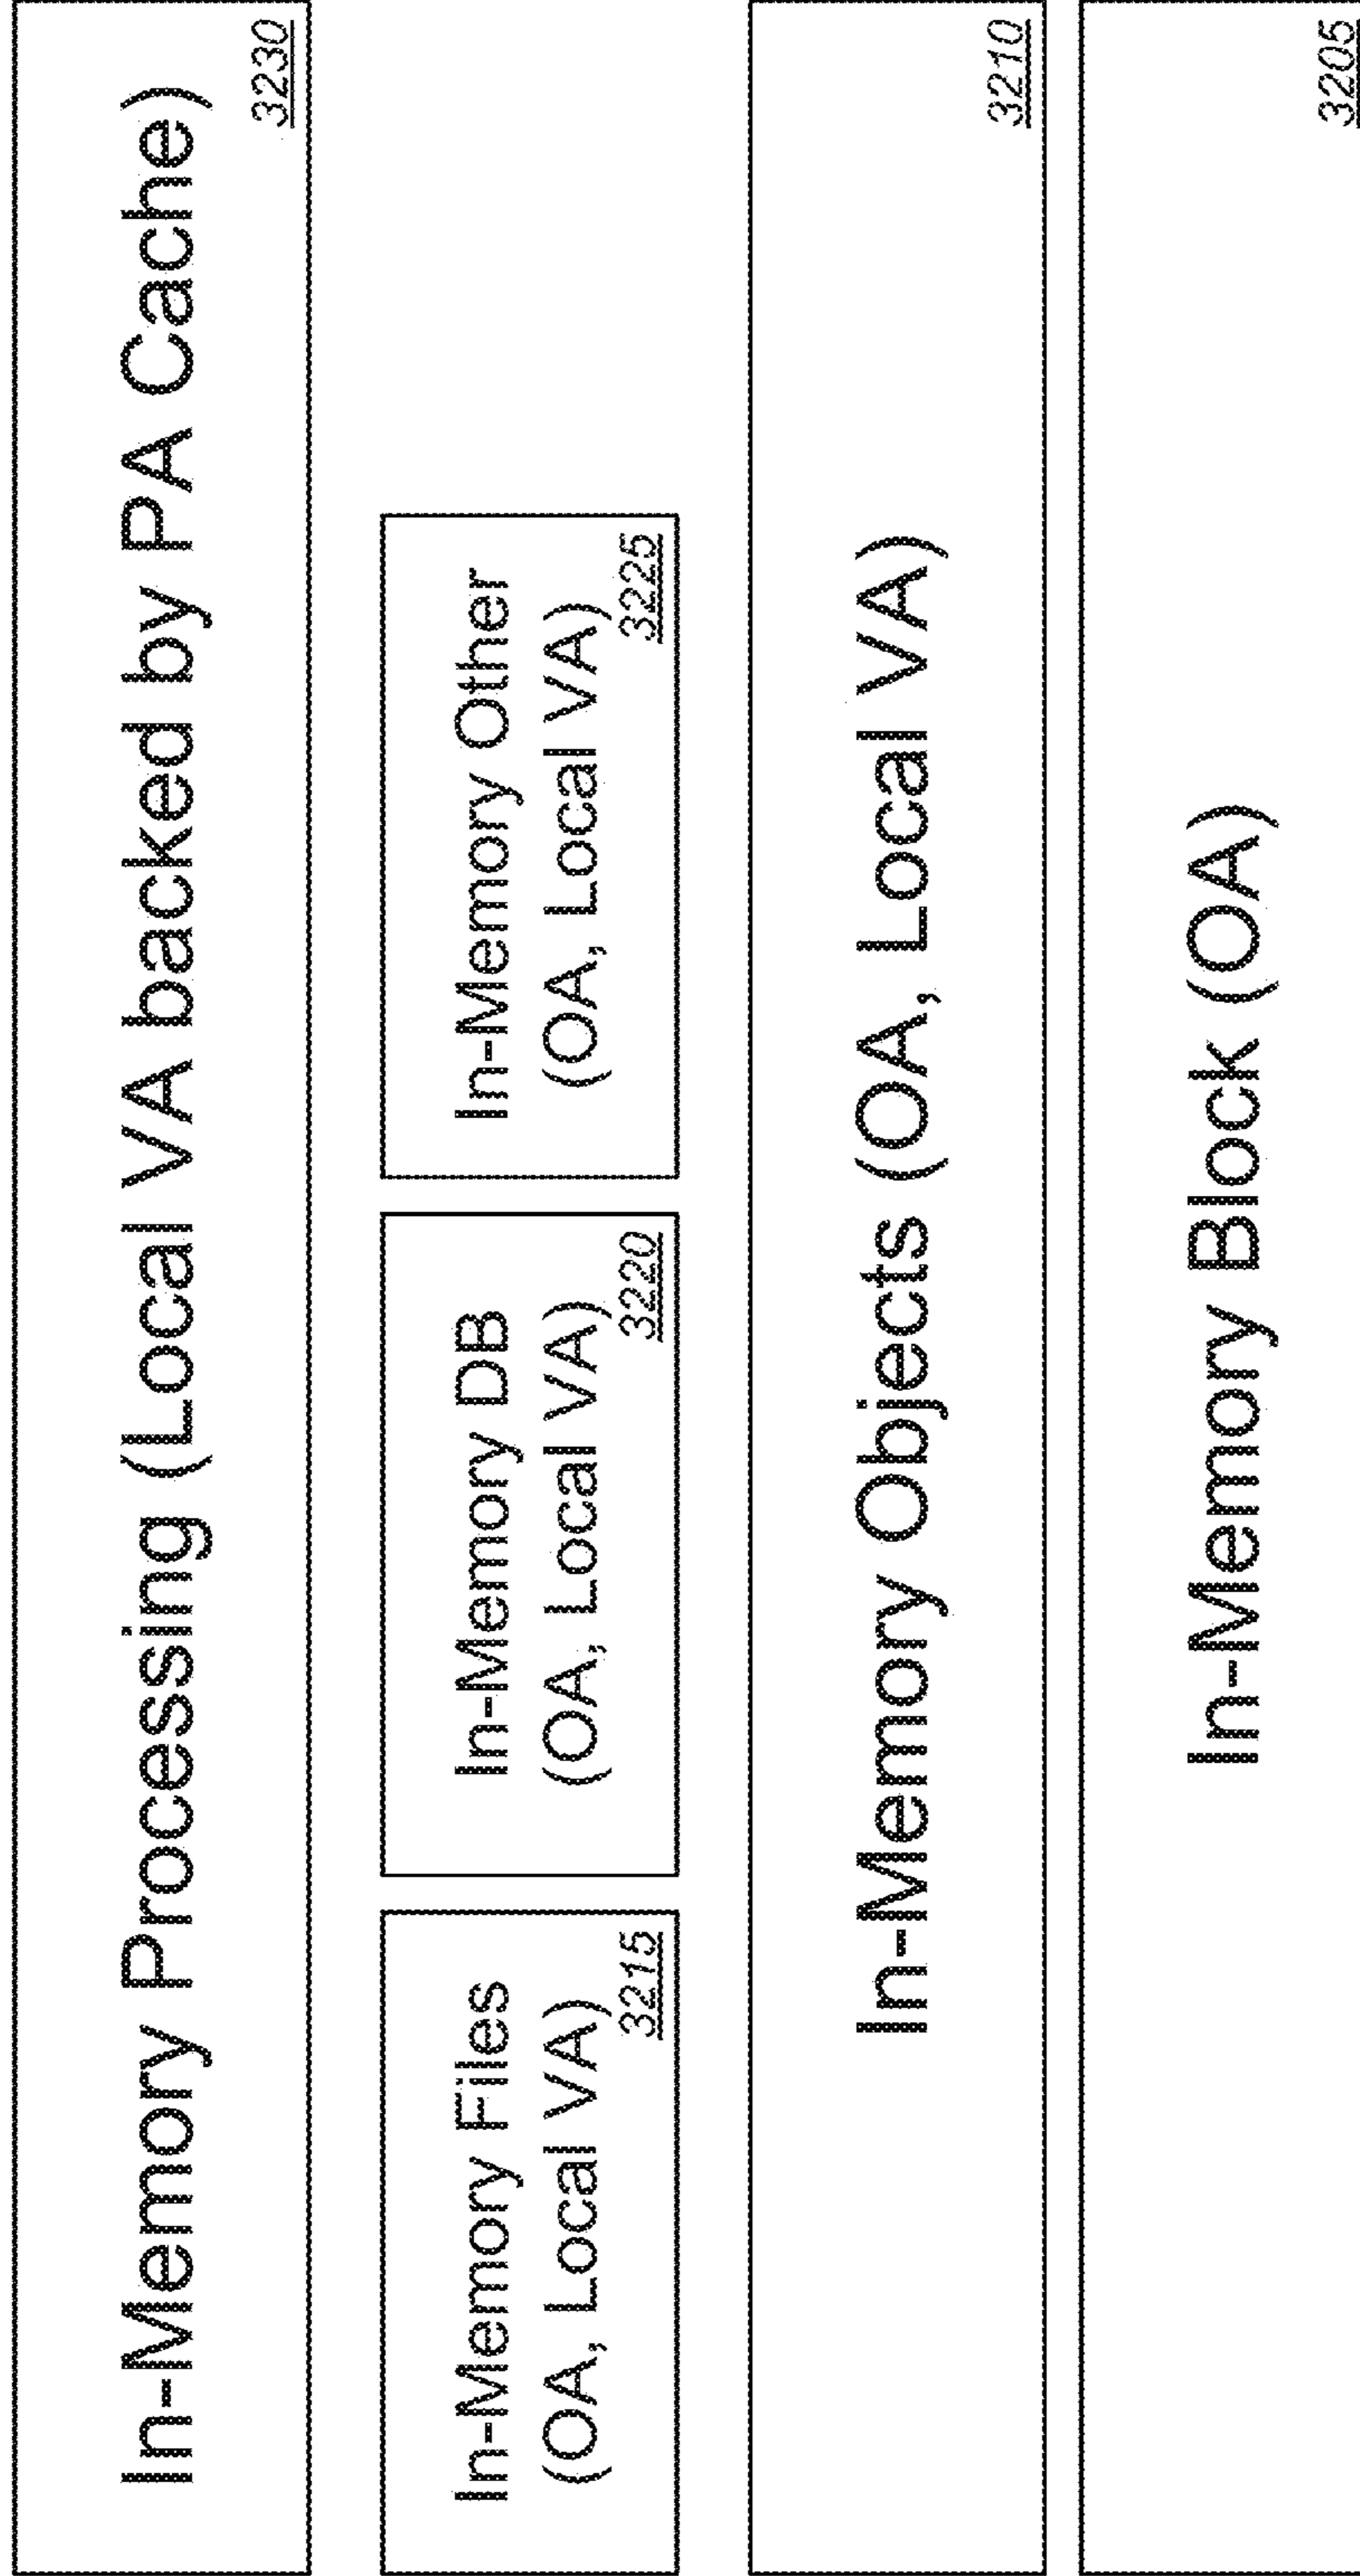 In-Memory Processing (Local VA backed by PA Cache)
3230
In-Memory Files
(OA, Local VA)
3215
In-Memory DB
(OA, Local VA)
3220
In-Memory Other
(OA, Local VA)
3225
In-Memory Objects (OA, Local VA)
3210
In-Memory Block (OA)
3205